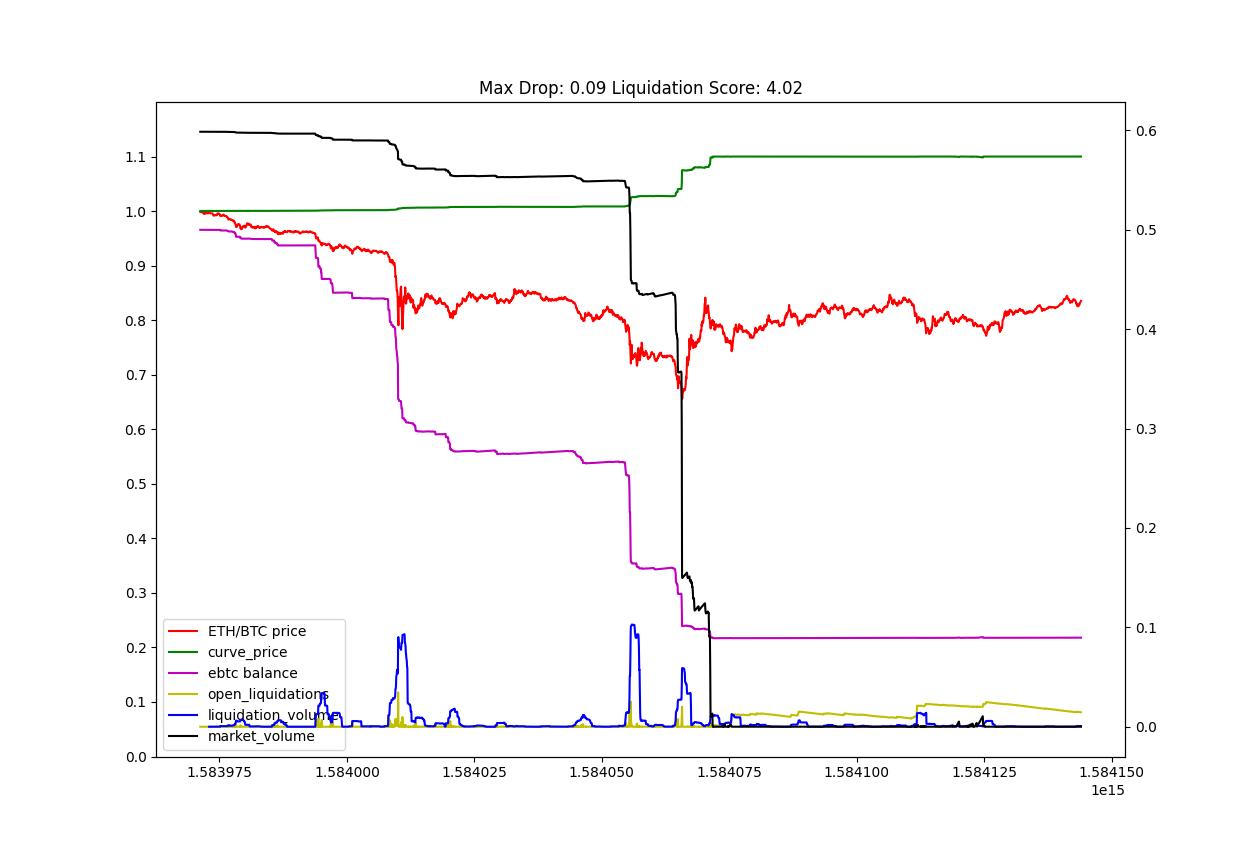 Max Drop: 0.09 Liquidation Score: 4.02
1.1
1.0
0.9
0.8
0.7
0.6
0.5
0.4
0.3
0.2
0.1
0.0
0.6
0.5
0.4
0.3
0.2
0.1
0.0
ETH/BTC price
curve_price
ebtc balance
open_liquidations
liquidation_volume
market_volume
1.583975 1.584000 1.584025 1.584050 1.584075 1.584100 1.584125 1.584150
1e15